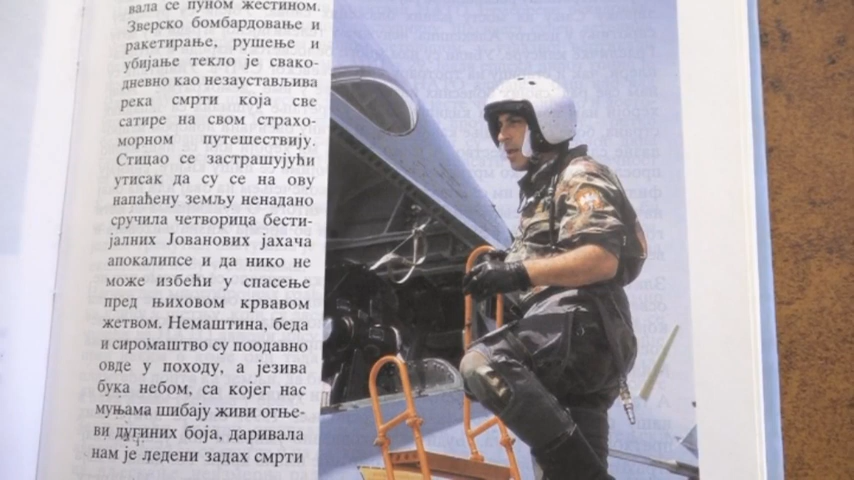 вала се пуном жестином.
Зверско бомбардовање и
ракетирање, рушење и
убијање текло је свако-
дневно као незаустављива
река смрти која све
сатире на свом страхо-
морном путешествију.
Стицао се застрашујући
утисак да су се на ову
напаћену земљу ненадано
сручила четворица бести-
јалних Јованових јахача
апокалипсе и да нико не
може избећи у спасење
пред њиховом крвавом
жетвом. Немаштина, беда
и сиромаштво су поодавно
овде у походу, а језива
бука небом, са којег нас
муњама шибају живи огње-
ви дугиних боја, даривала
нам је ледени задах смрти